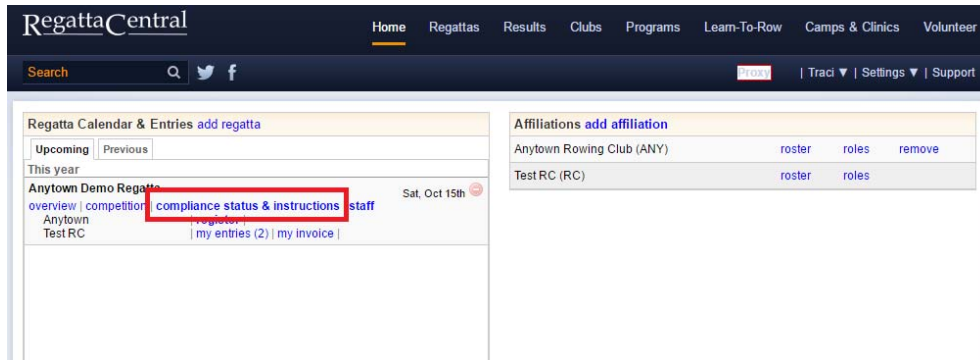 RegattaCentral
Home Regattas Results Clubs Programs Learn-To-Row Camps & Clinics Volunteer
Search Proxy | Traci ▼ | Settings ▼ | Support
Regatta Calendar & Entries add regatta
Upcoming Previous
This year
Anytown Demo Regatta Sat, Oct 15th
overview | competition | compliance status & instructions staff
Anytown | register |
Test RC | my entries (2) | my invoice |
Affiliations add affiliation
Anytown Rowing Club (ANY) roster roles remove
Test RC (RC) roster roles